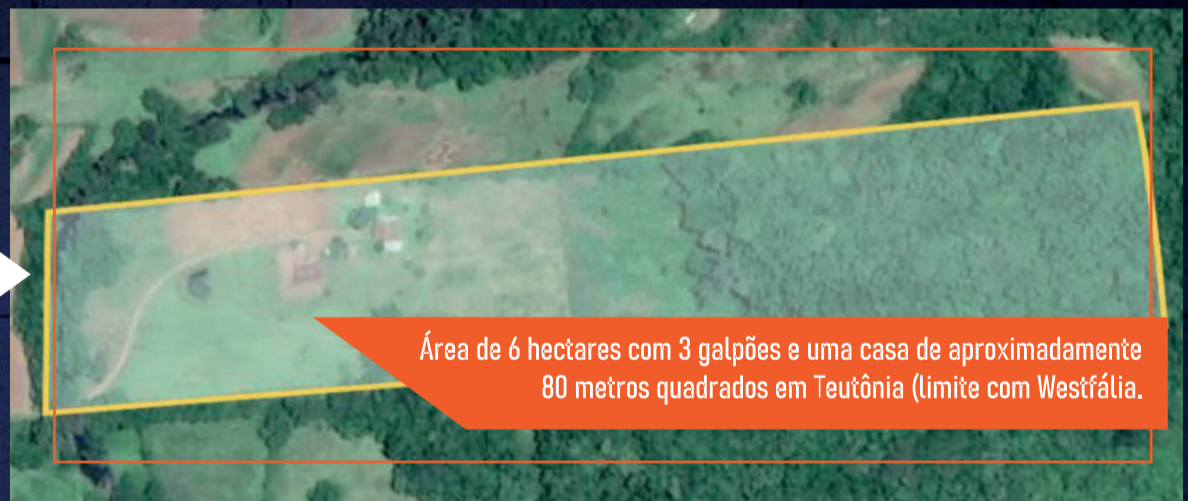 Área de 6 hectares com 3 galpões e uma casa de aproximadamente
80 metros quadrados em Teutônia (limite com Westfália.